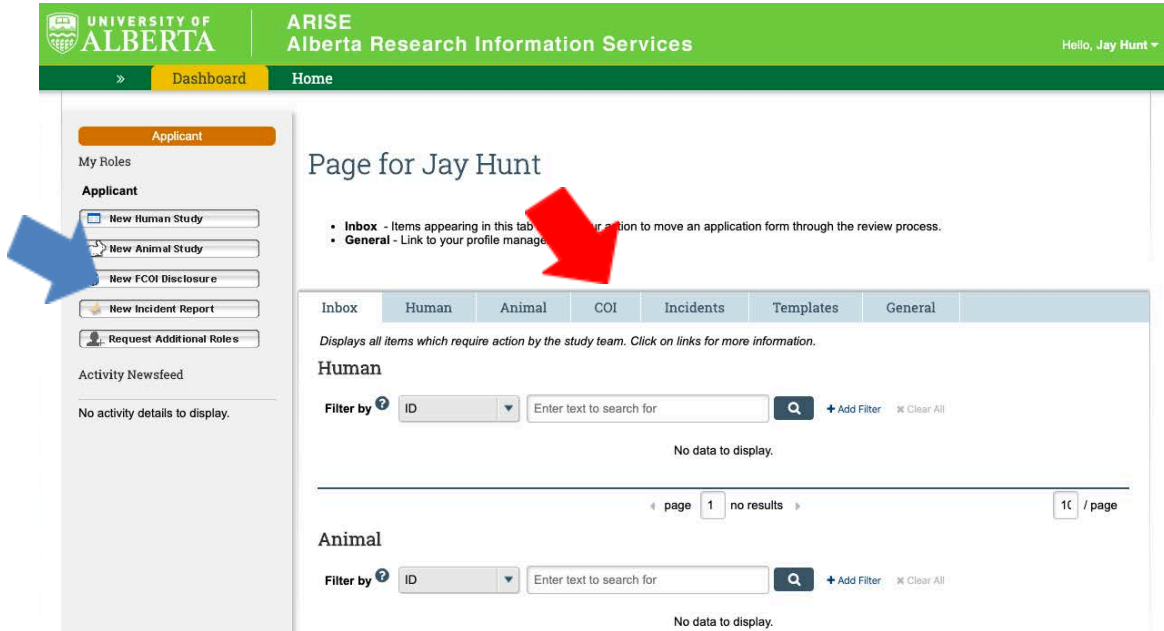 UNIVERSITY OF
ALBERTA
ARISE
Alberta Research Information Services
Hello, Jay Hunt
» Dashboard Home
Applicant
My Roles
Applicant
New Human Study
New Animal Study
New FCOI Disclosure
New Incident Report
Request Additional Roles
Activity Newsfeed
No activity details to display.
Page for Jay Hunt
• Inbox - Items appearing in this tab action to move an application form through the review process.
• General - Link to your profile
Inbox Human Animal COI Incidents Templates General
Displays all items which require action by the study team. Click on links for more information.
Human
Filter by ? ID Enter text to search for + Add Filter ✖ Clear All
No data to display.
page 1 no results
/ page
Animal
Filter by ? ID Enter text to search for + Add Filter ✖ Clear All
No data to display.